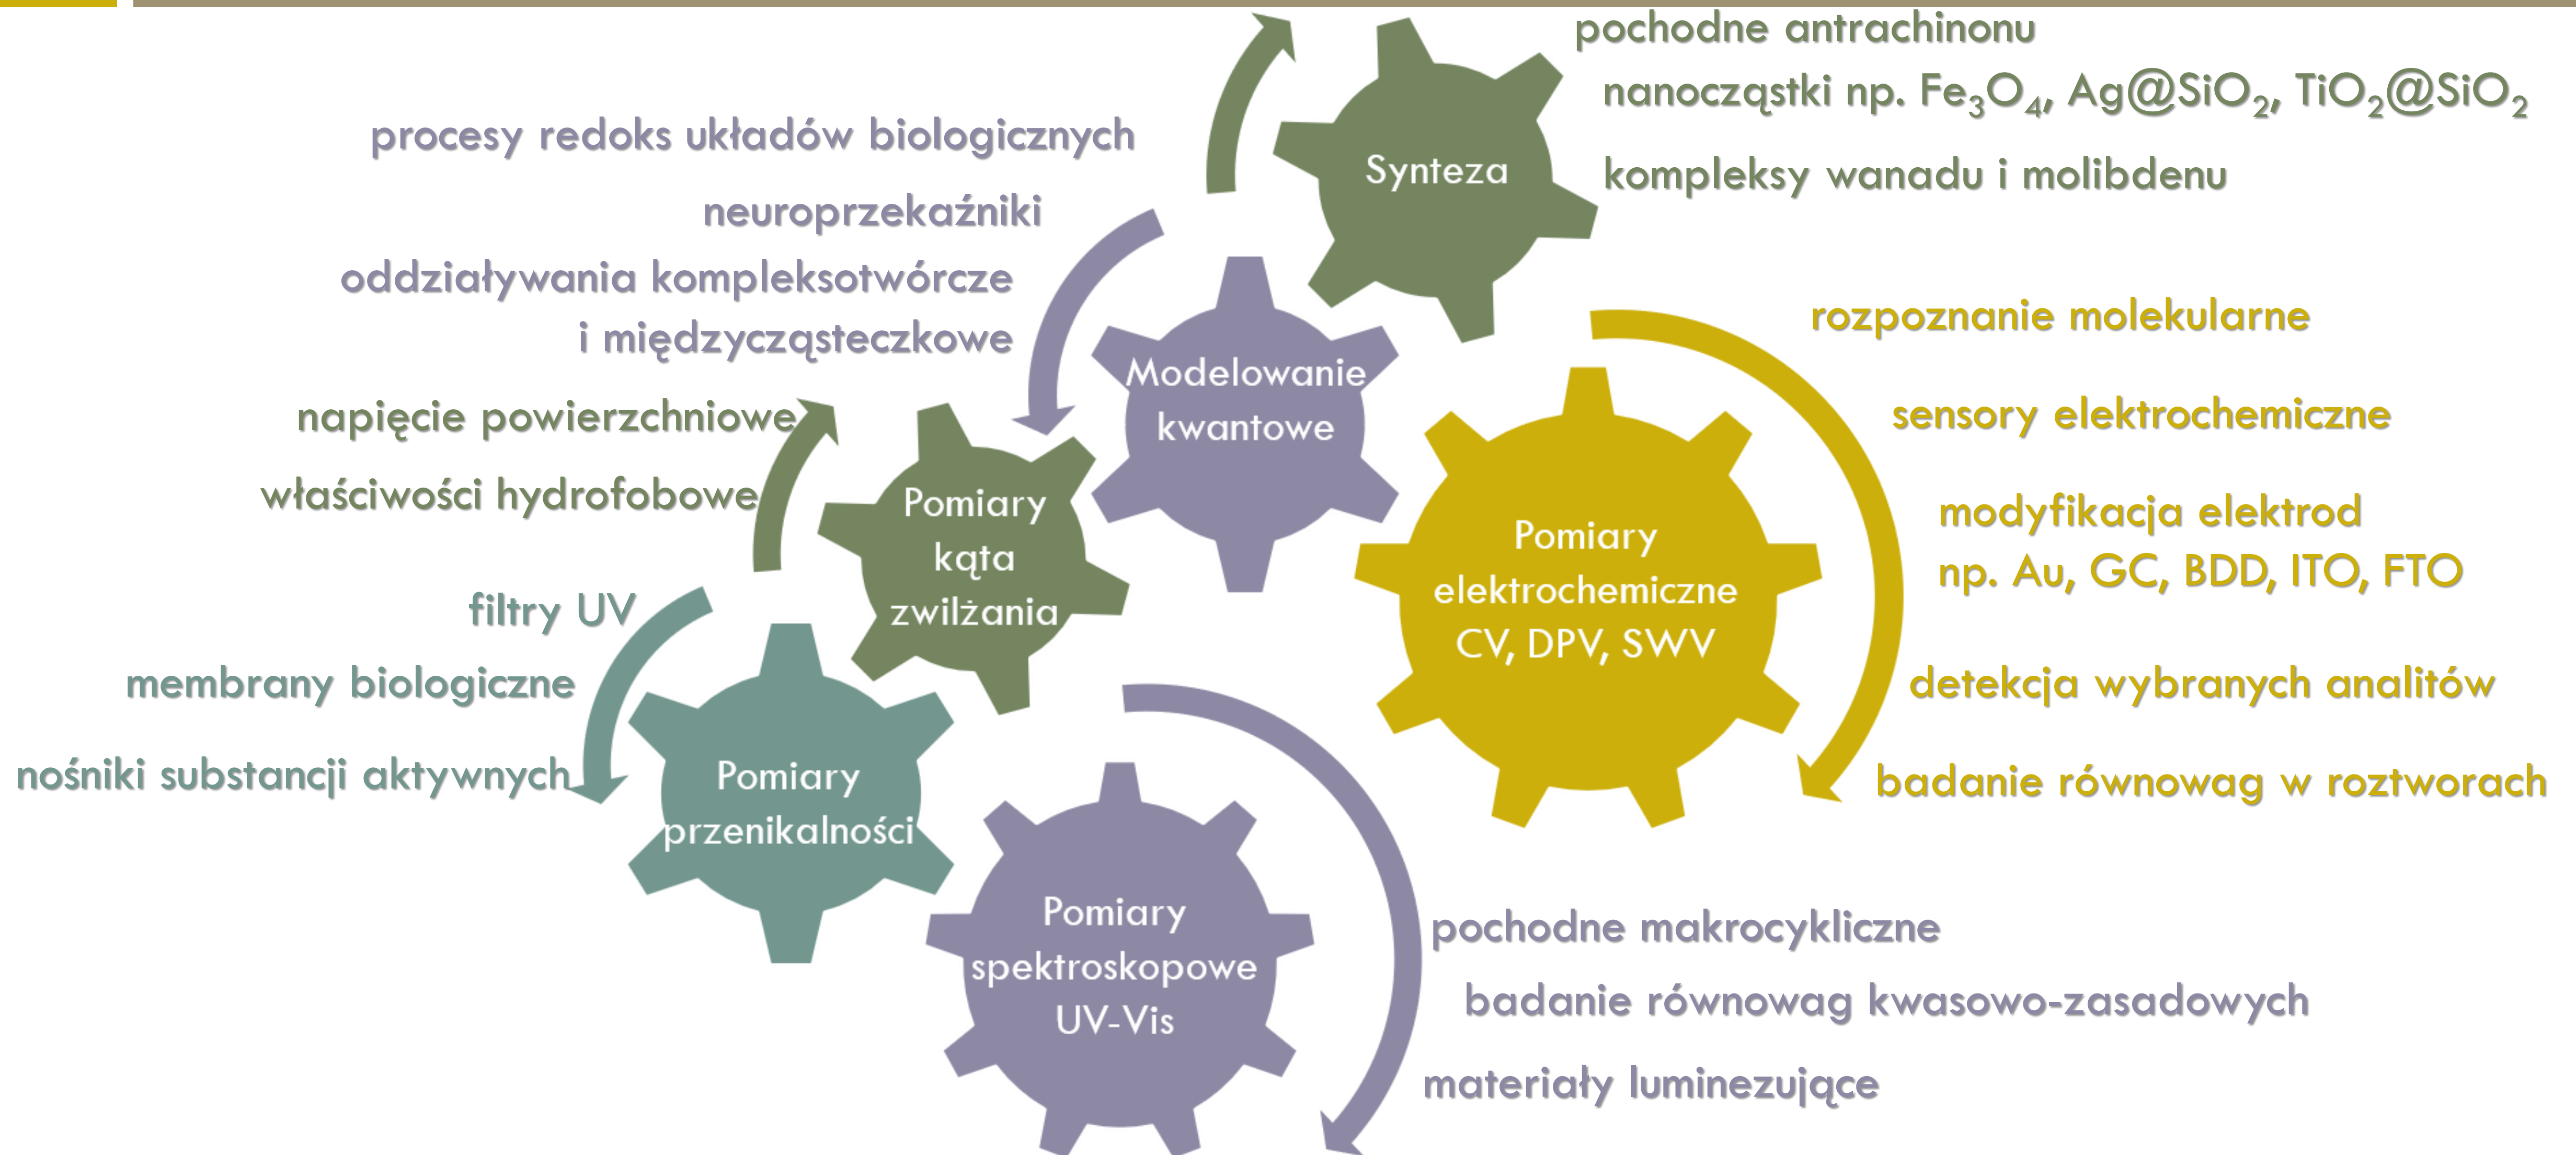 pochodne antrachinonu
nanocząstki np. Fe₃O₄, Ag@SiO₂, TiO₂@SiO₂
kompleksy wanadu i molibdenu
Synteza
procesy redoks układów biologicznych
neuroprzekaźniki
oddziaływania kompleksotwórcze
i międzycząsteczkowe
Modelowanie
kwantowe
rozpoznanie molekularne
sensory elektrochemiczne
modyfikacja elektrod
np. Au, GC, BDD, ITO, FTO
detekcja wybranych analitów
badanie równowag w roztworach
Pomiary
elektrochemiczne
CV, DPV, SWV
napięcie powierzchniowe
właściwości hydrofobowe
Pomiary
kąta
zwilżania
filtry UV
membrany biologiczne
nośniki substancji aktywnych
Pomiary
przenikalności
Pomiary
spektroskopowe
UV-Vis
pochodne makrocykliczne
badanie równowag kwasowo-zasadowych
materiały luminezujące